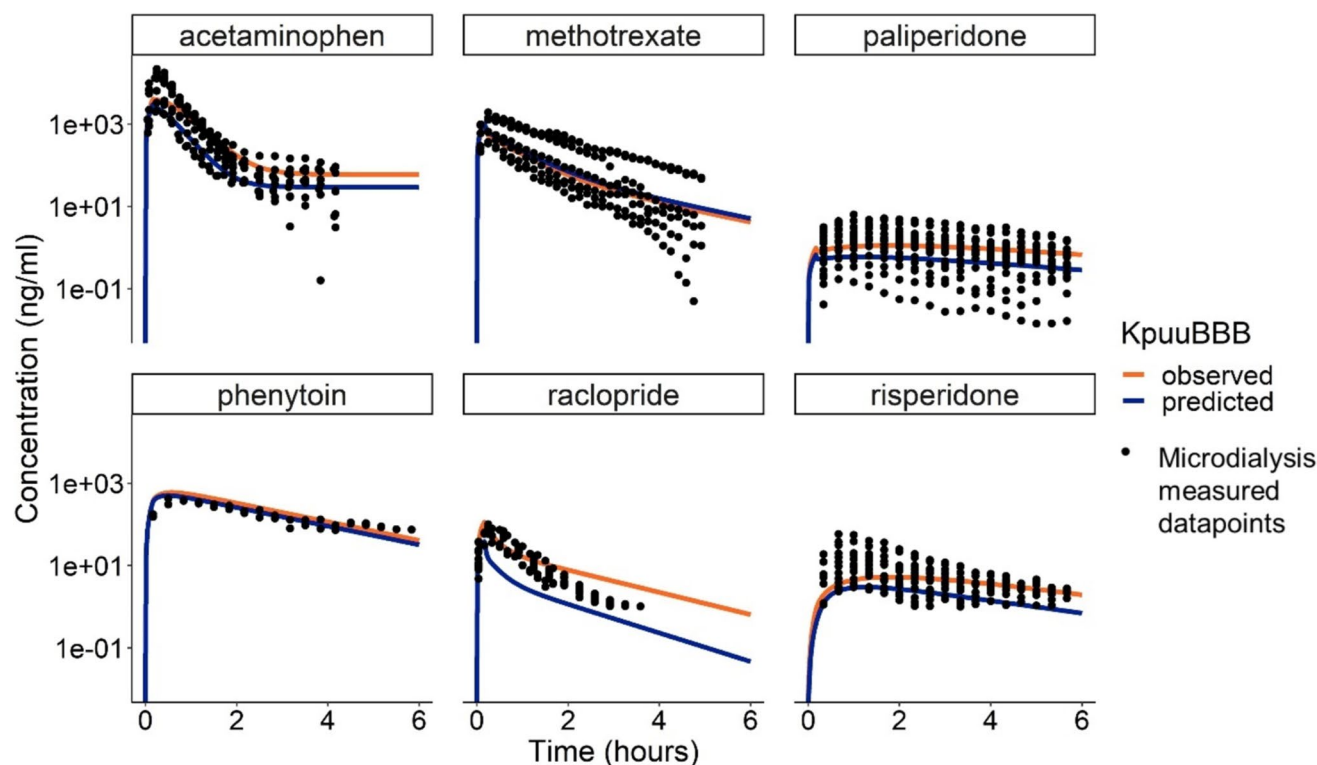 acetaminophen
methotrexate
paliperidone
1e+03
1e+01
1e-01
phenytoin
raclopride
risperidone
1e+03
1e+01
1e-01
Concentration (ng/ml)
0 2 4 6
0 2 4 6
0 2 4 6
Time (hours)
KpuuBBB
observed
predicted
Microdialysis
measured
datapoints